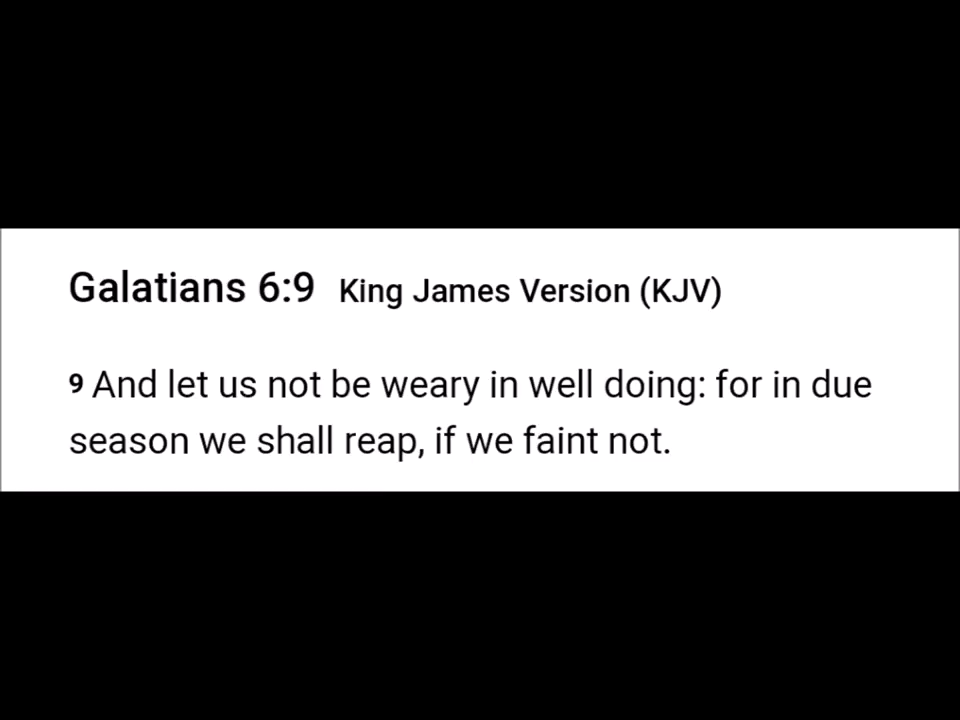 Galatians 6:9 King James Version (KJV)
9 And let us not be weary in well doing: for in due
season we shall reap, if we faint not.